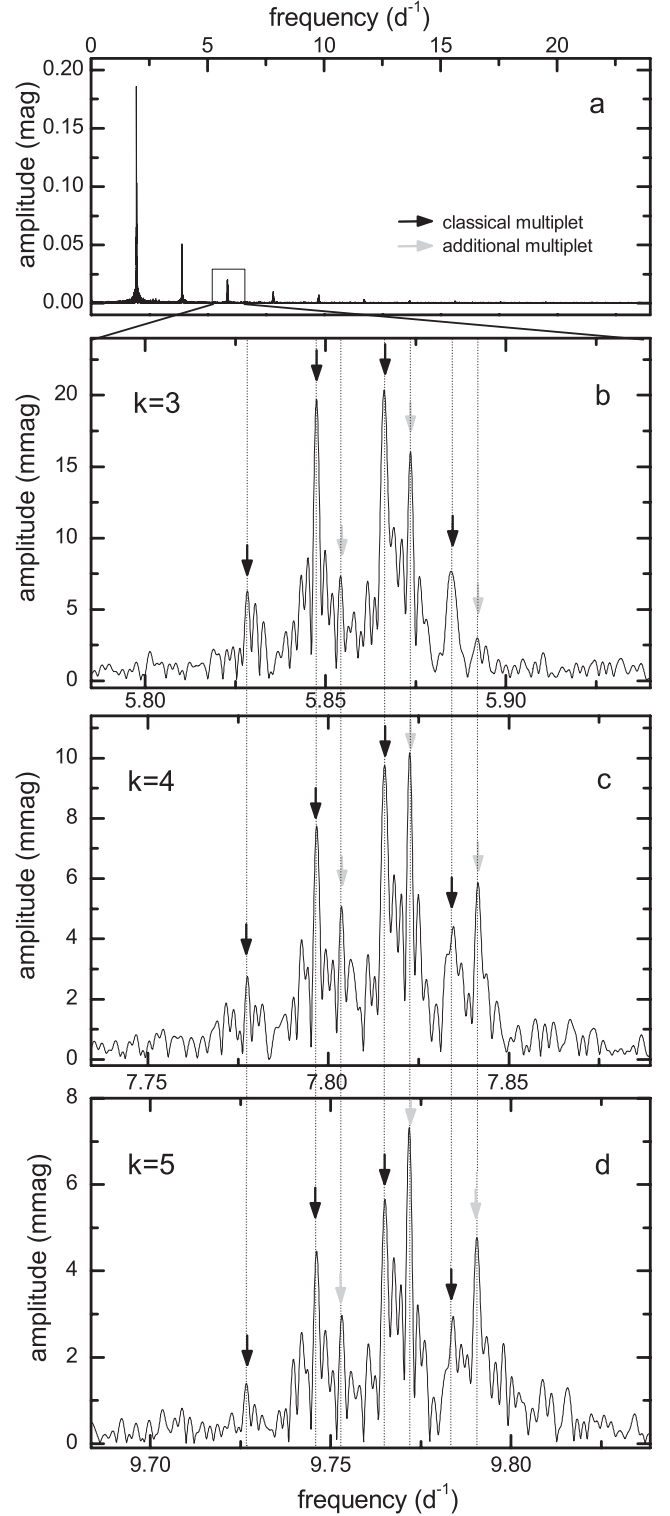 frequency (d⁻¹)
0 5 10 15 20
0.20
0.15
0.10
0.05
0.00
amplitude (mag)
a
classical multiplet
additional multiplet
k=3
b
20
15
10
5
0
amplitude (mmag)
5.80 5.85 5.90
k=4
c
10
8
6
4
2
0
amplitude (mmag)
7.75 7.80 7.85
k=5
d
8
6
4
2
0
amplitude (mmag)
9.70 9.75 9.80
frequency (d⁻¹)